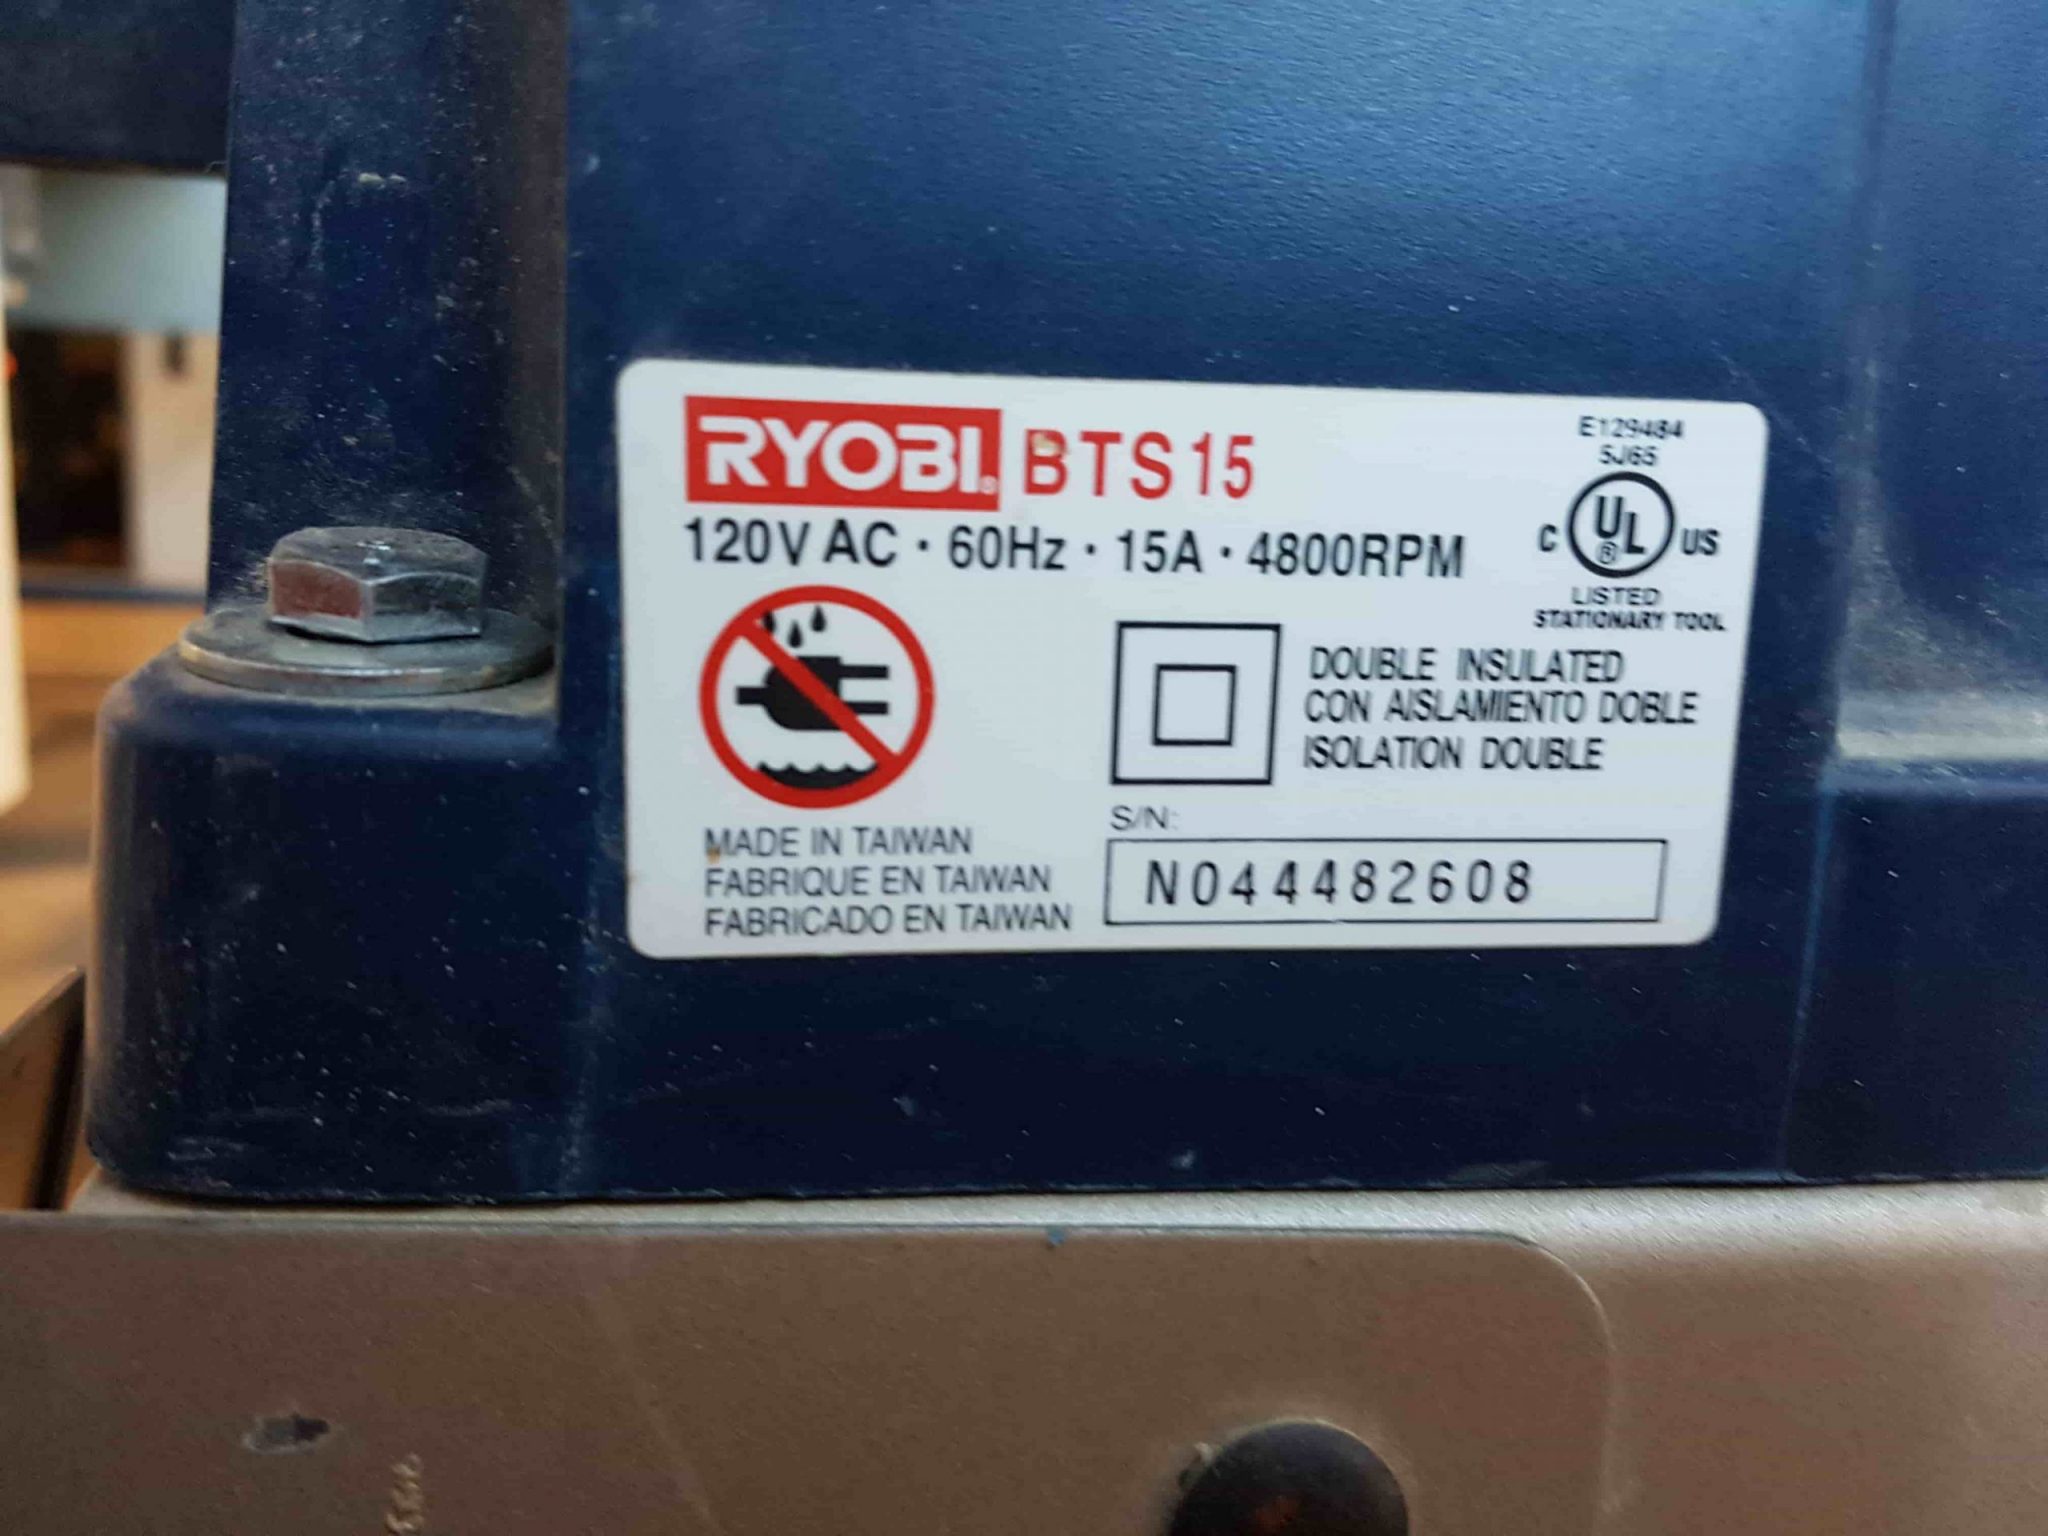 RYOBI® BTS15
E129484
5J65
120V AC · 60Hz · 15A · 4800RPM
C UL® US
LISTED
STATIONARY TOOL
DOUBLE INSULATED
CON AISLAMIENTO DOBLE
ISOLATION DOUBLE
MADE IN TAIWAN
FABRIQUE EN TAIWAN
FABRICADO EN TAIWAN
S/N:
N044482608